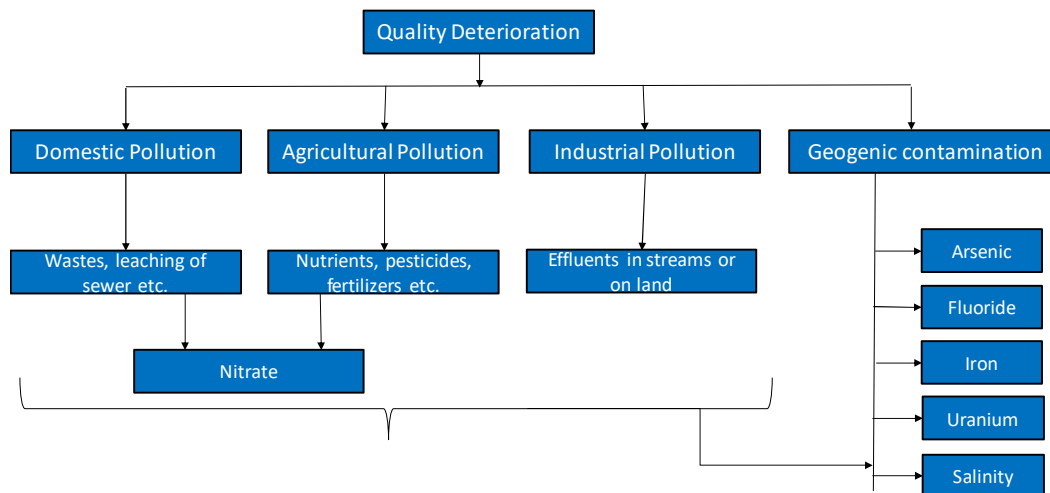 Quality Deterioration
Domestic Pollution
Agricultural Pollution
Industrial Pollution
Geogenic contamination
Wastes, leaching of
sewer etc.
Nutrients, pesticides,
fertilizers etc.
Effluents in streams or
on land
Nitrate
Arsenic
Fluoride
Iron
Uranium
Salinity